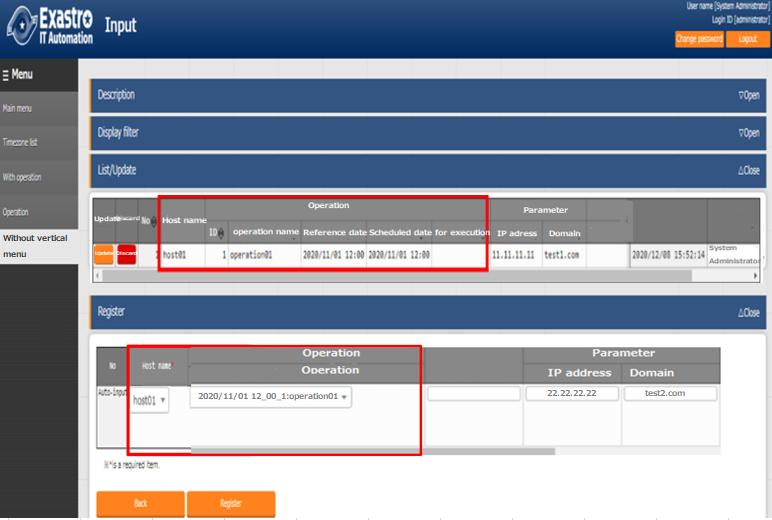 Exastro
IT Automation
Input
User name [System Administrator]
Login ID [administrator]
Change password
Logout
Menu
Main menu
Timezone list
With operation
Operation
Without vertical
menu
Description
▽Open
Display filter
▽Open
List/Update
△Close
Update Discard No Host name Operation Parameter
ID operation name Reference date Scheduled date for execution IP adress Domain
Update Discard 1 host01 1 operation01 2020/11/01 12:00 2020/11/01 12:00 11.11.11.11 test1.com 2020/12/08 15:52:14 System
Administrator
Register
△Close
No Host name* Operation Parameter
Operation IP address Domain
Auto-input host01 2020/11/01 12_00_1:operation01 22.22.22.22 test2.com
※*is a required item.
Back
Register